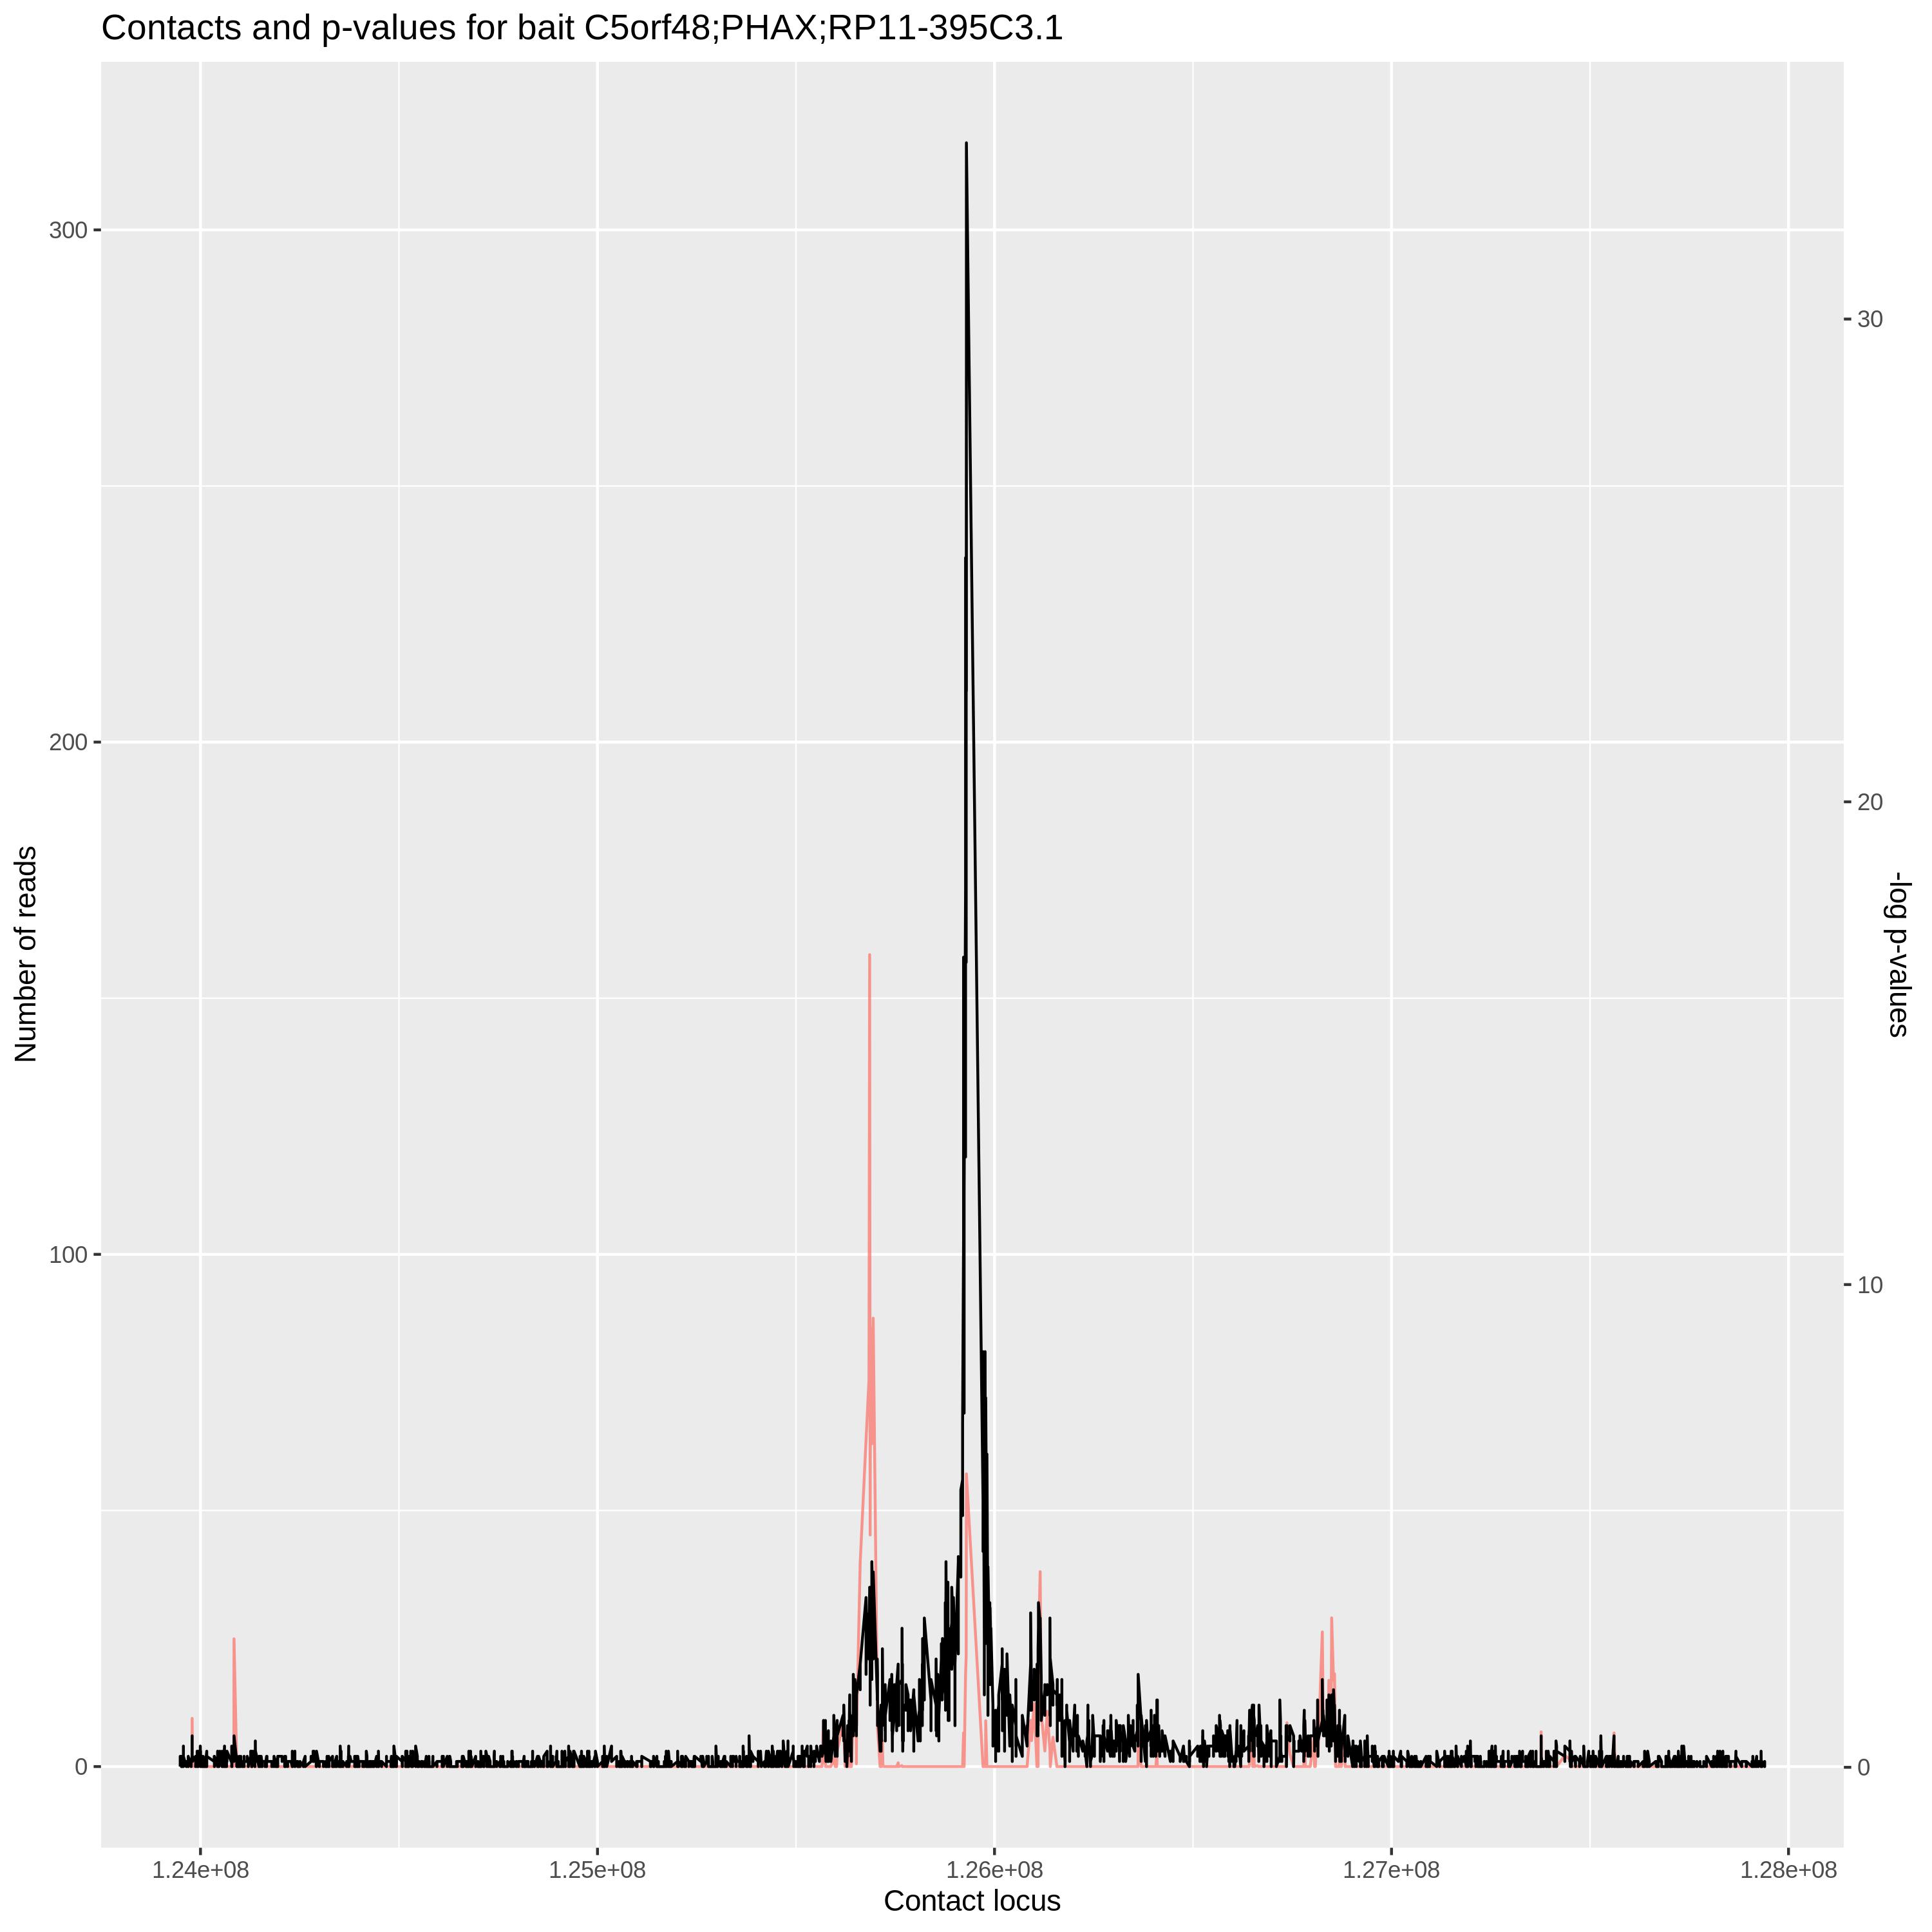 Contacts and p-values for bait C5orf48;PHAX;RP11-395C3.1
300
200
100
0
Number of reads
30
20
10
0
-log p-values
1.24e+08
1.25e+08
1.26e+08
1.27e+08
1.28e+08
Contact locus